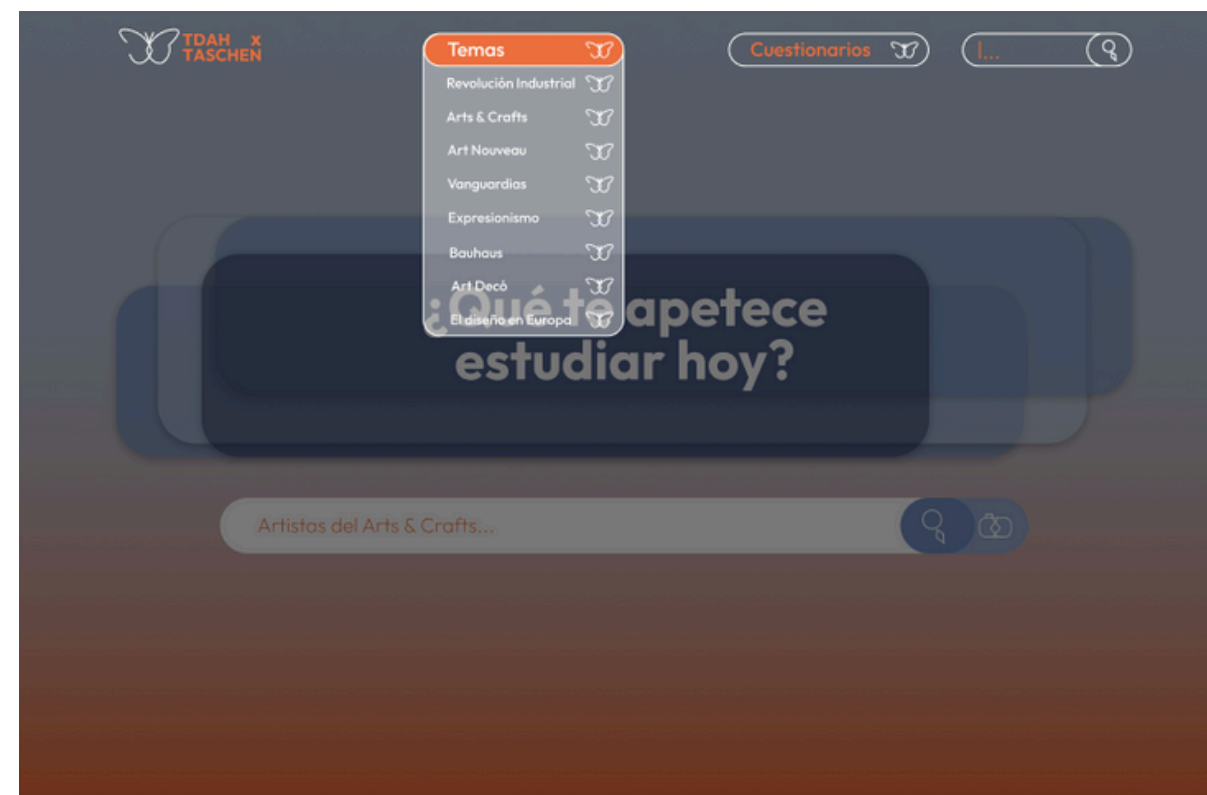 TDAH x
TASCHEN
Temas
Cuestionarios
|...
Revolución Industrial
Arts & Crafts
Art Nouveau
Vanguardias
Expresionismo
Bauhaus
Art Decó
El diseño en Europa
¿Qué te apetece
estudiar hoy?
Artistas del Arts & Crafts...